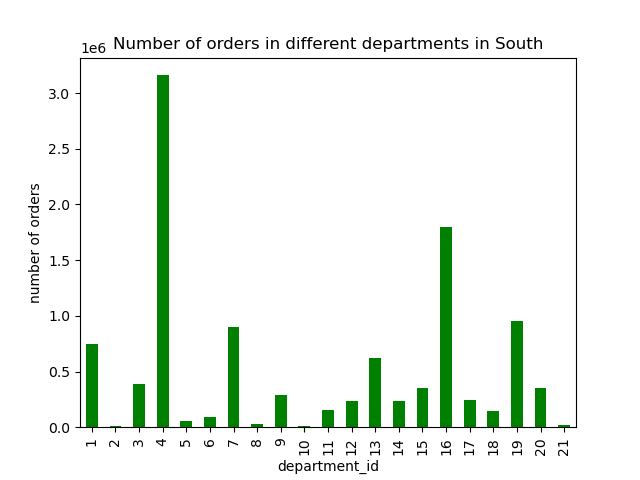 Number of orders in different departments in South
1e6
3.0
2.5
2.0
1.5
1.0
0.5
0.0
number of orders
1 2 3 4 5 6 7 8 9 10 11 12 13 14 15 16 17 18 19 20 21
department_id